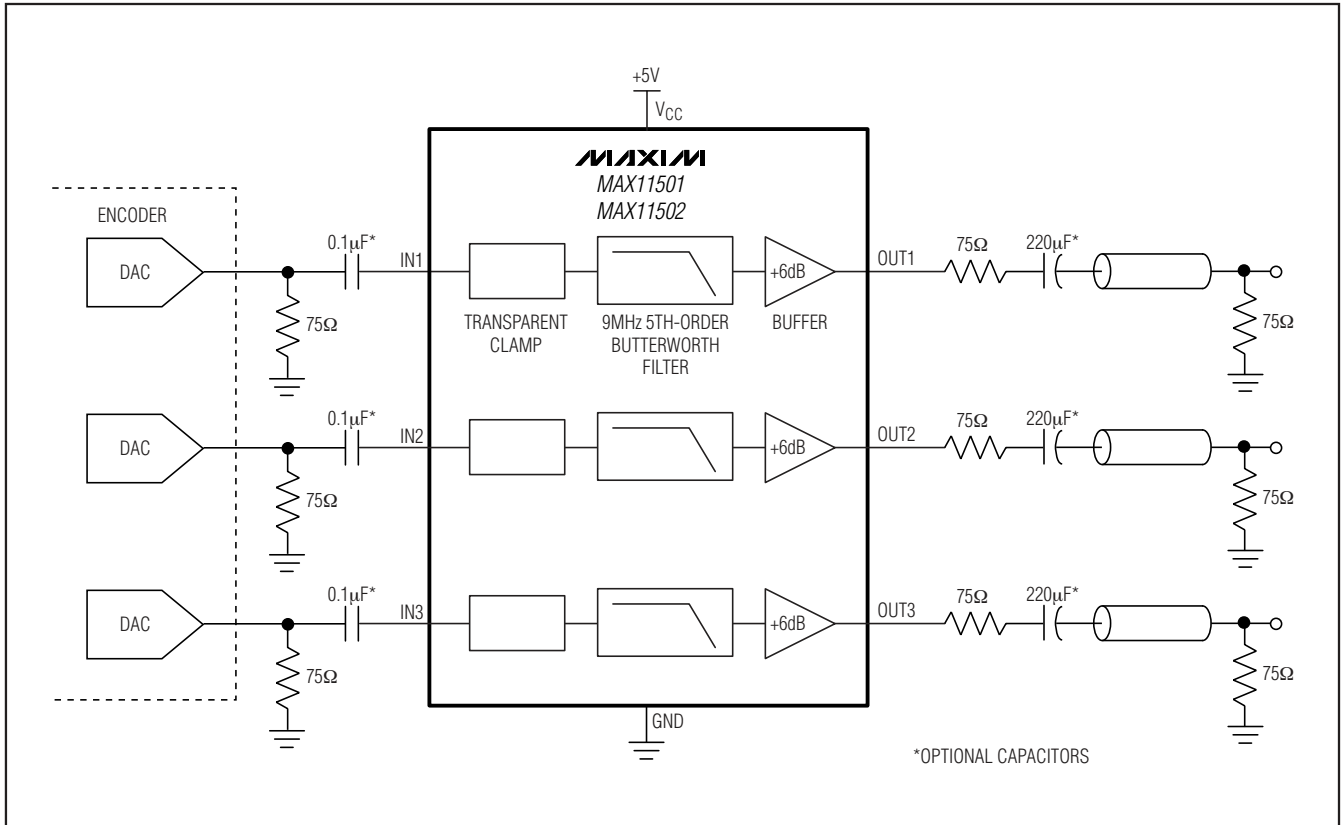 +5V
VCC
MAXIM
MAX11501
MAX11502
ENCODER
DAC
0.1µF*
IN1
+6dB
OUT1
75Ω
220µF*
75Ω
TRANSPARENT
CLAMP
9MHz 5TH-ORDER
BUTTERWORTH
FILTER
BUFFER
75Ω
DAC
0.1µF*
IN2
+6dB
OUT2
75Ω
220µF*
75Ω
75Ω
DAC
0.1µF*
IN3
+6dB
OUT3
75Ω
220µF*
75Ω
75Ω
GND
*OPTIONAL CAPACITORS